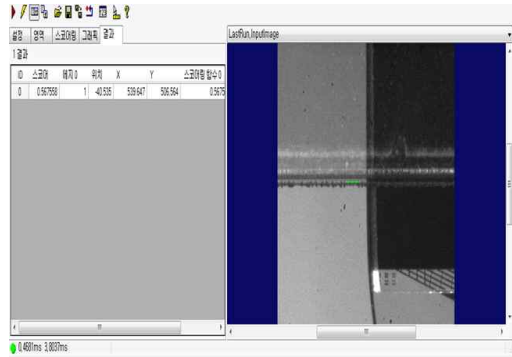 설정 영역 스코어링 그래픽 결과
LastRun.InputImage
1 결과
ID 스코어 에지 0 위치 X Y 스코어링 함수 0
0 0.567550 1 -40.535 539.647 506.564 0.5675
0.4681ms 3.8037ms